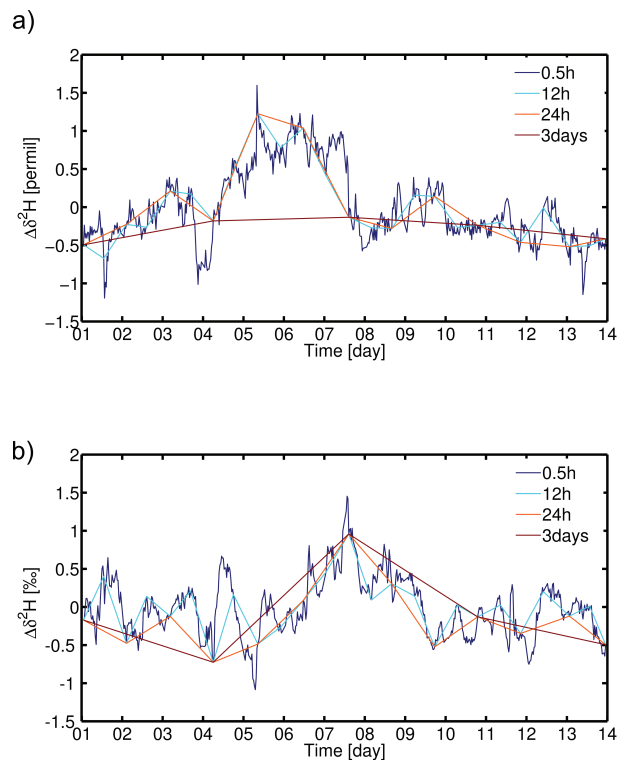 a)
Δδ²H [permil]
2
1.5
1
0.5
0
−0.5
−1
−1.5
0.5h
12h
24h
3days
01 02 03 04 05 06 07 08 09 10 11 12 13 14
Time [day]
b)
Δδ²H [‰]
2
1.5
1
0.5
0
-0.5
-1
-1.5
0.5h
12h
24h
3days
01 02 03 04 05 06 07 08 09 10 11 12 13 14
Time [day]